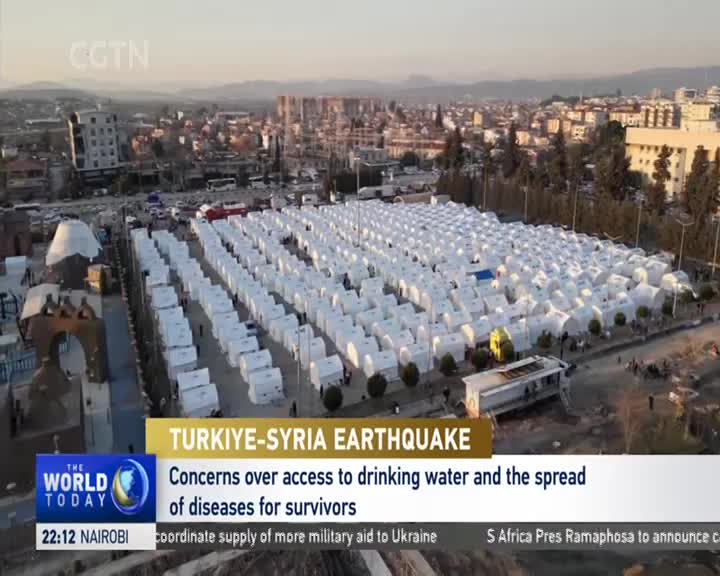 CGTN
TURKIYE-SYRIA EARTHQUAKE
THE
WORLD
TODAY
Concerns over access to drinking water and the spread
of diseases for survivors
22:12 NAIROBI
coordinate supply of more military aid to Ukraine
S Africa Pres Ramaphosa to announce ca